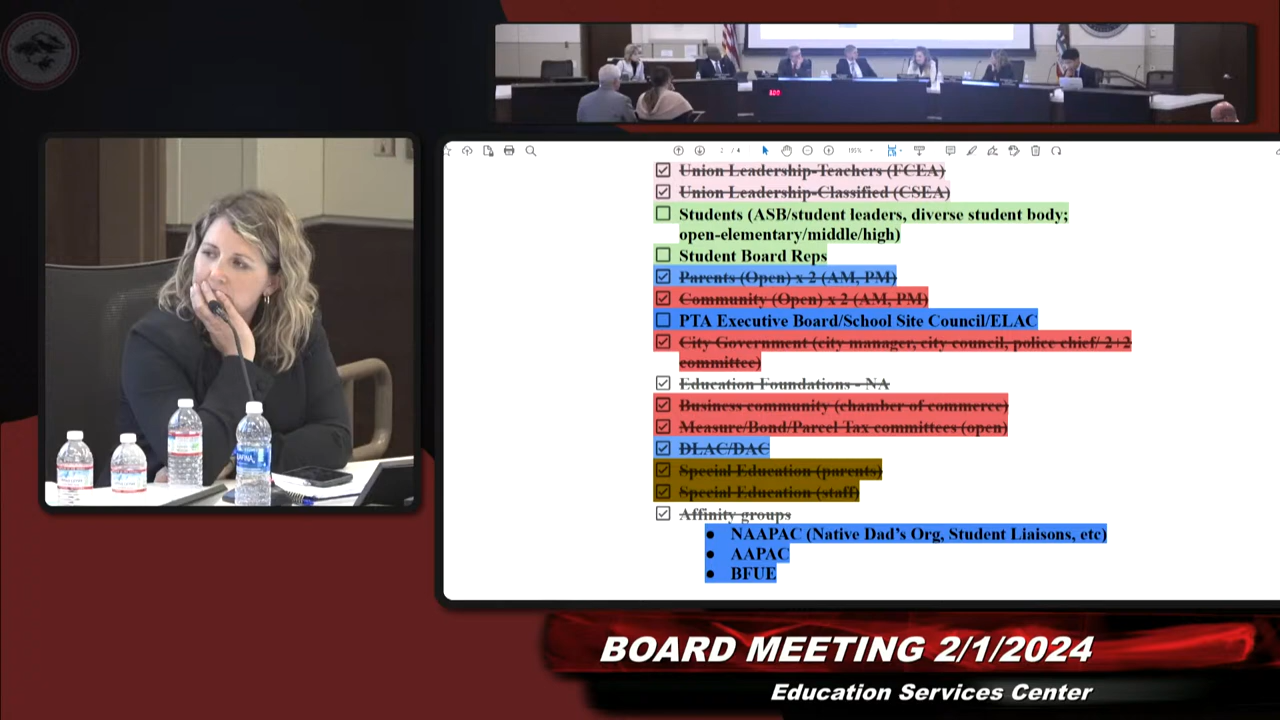 2 / 4
195%
Union Leadership-Teachers (FCEA)
Union Leadership-Classified (CSEA)
Students (ASB/student leaders, diverse student body;
open-elementary/middle/high)
Student Board Reps
Parents (Open) x 2 (AM, PM)
Community (Open) x 2 (AM, PM)
PTA Executive Board/School Site Council/ELAC
City Government (city manager, city council, police chief/ 2+2
committee)
Education Foundations - NA
Business community (chamber of commerce)
Measure/Bond/Parcel Tax committees (open)
DLAC/DAC
Special Education (parents)
Special Education (staff)
Affinity groups
• NAAPAC (Native Dad's Org, Student Liaisons, etc)
• AAPAC
• BFUE
BOARD MEETING 2/1/2024
Education Services Center